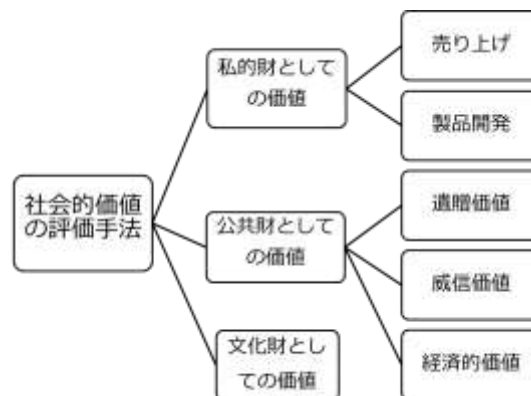 社会的価値
の評価手法
私的財として
の価値
売り上げ
製品開発
公共財として
の価値
遺贈価値
威信価値
経済的価値
文化財とし
ての価値